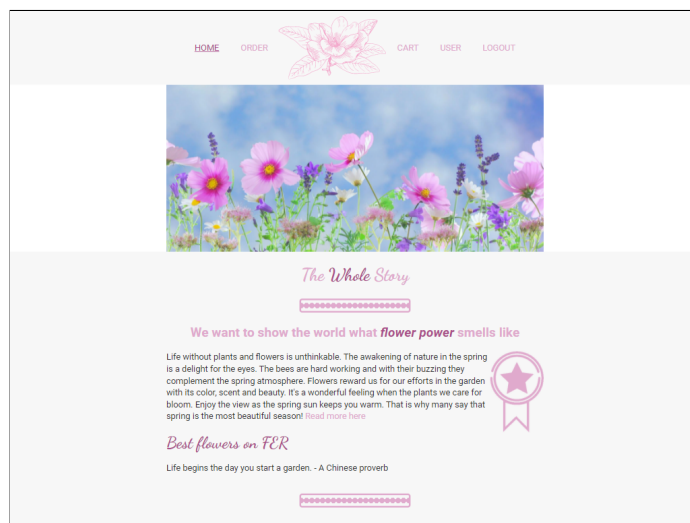 HOME ORDER CART USER LOGOUT
The Whole Story
We want to show the world what flower power smells like
Life without plants and flowers is unthinkable. The awakening of nature in the spring
is a delight for the eyes. The bees are hard working and with their buzzing they
complement the spring atmosphere. Flowers reward us for our efforts in the garden
with its color, scent and beauty. It's a wonderful feeling when the plants we care for
bloom. Enjoy the view as the spring sun keeps you warm. That is why many say that
spring is the most beautiful season! Read more here
Best flowers on FER
Life begins the day you start a garden. - A Chinese proverb